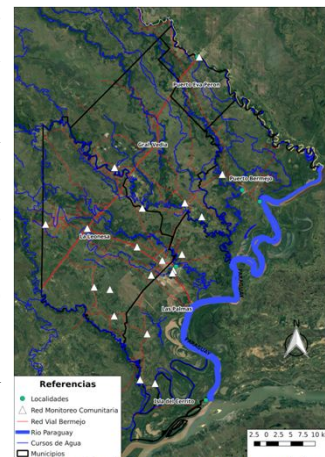 Puerto Eva Peron
Gral. Vedia
Puerto Bermejo
La Leonesa
Las Palmas
Isla del Cerrito
N
Referencias
Localidades
Red Monitoreo Comunitaria
Red Vial Bermejo
Rio Paraguay
Cursos de Agua
Municipios
2.5 0 2.5 5 7.5 10 k